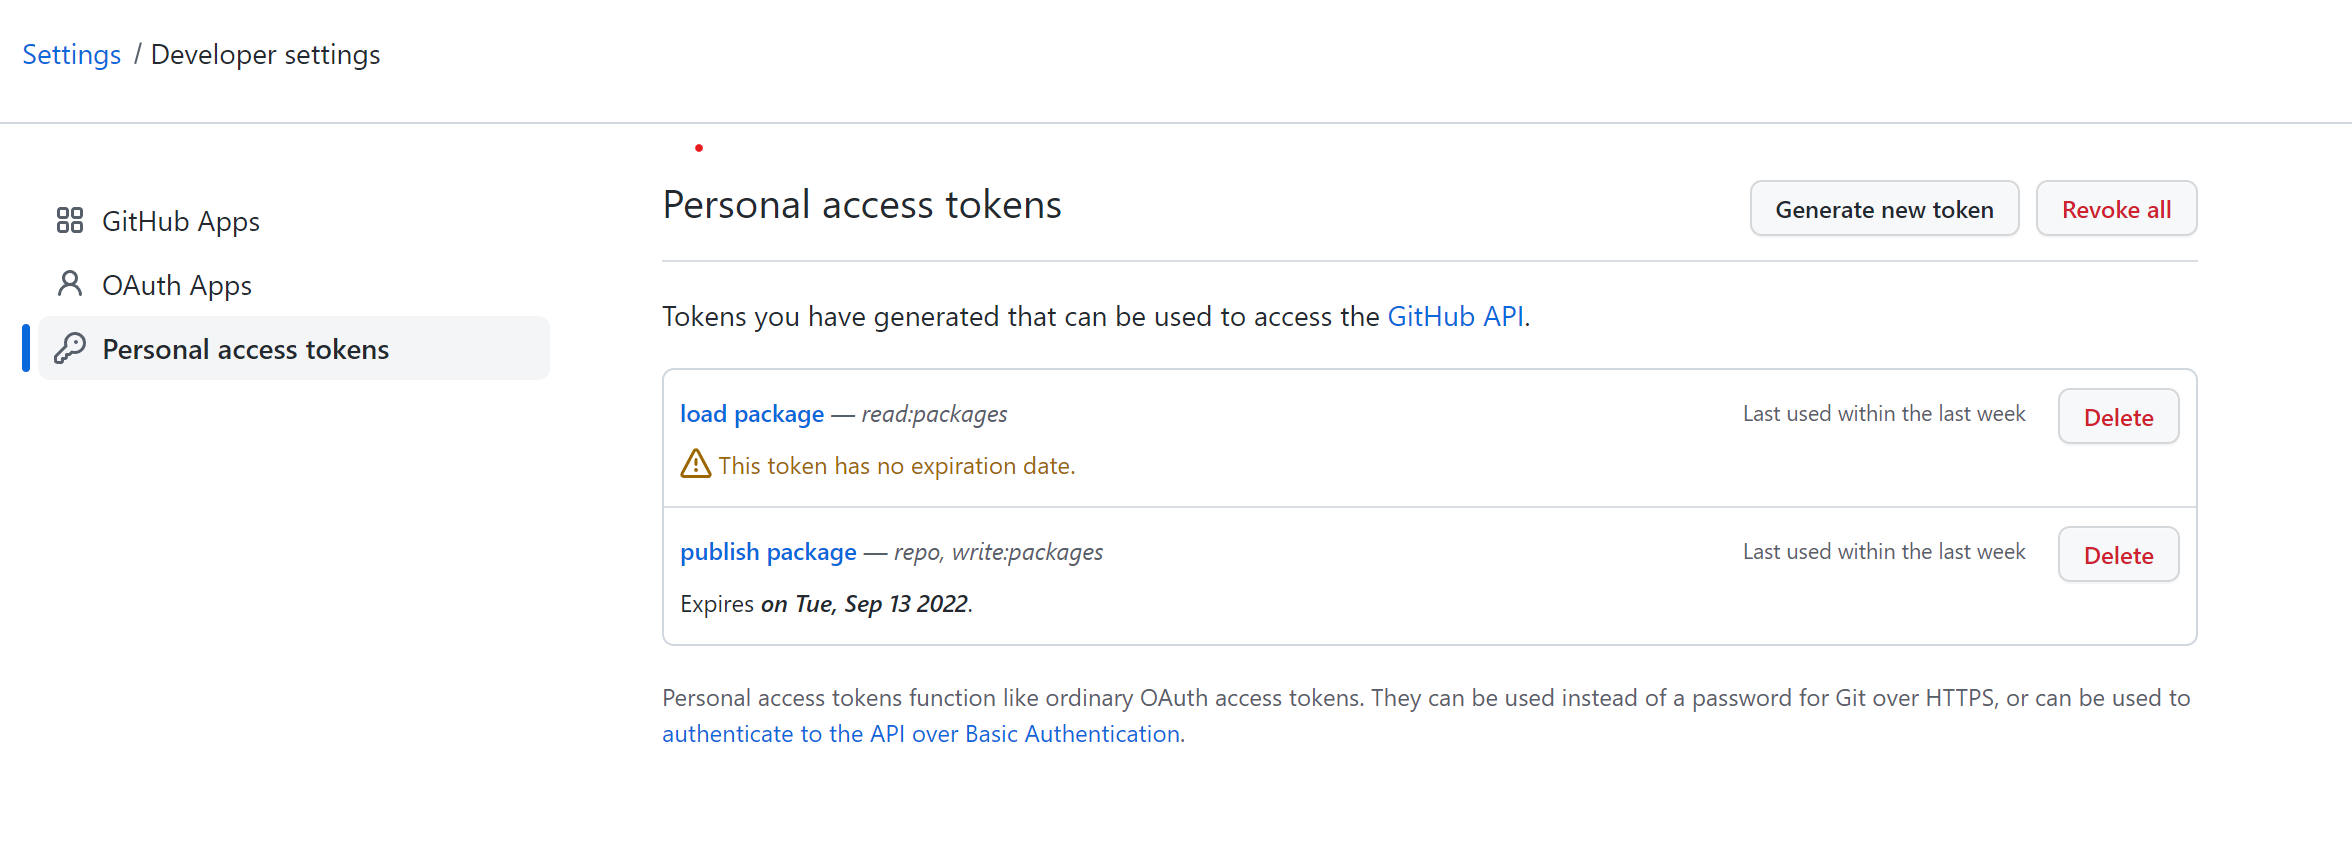 Settings / Developer settings
GitHub Apps
OAuth Apps
Personal access tokens
Personal access tokens
Generate new token
Revoke all
Tokens you have generated that can be used to access the GitHub API.
load package — read:packages
Last used within the last week
Delete
This token has no expiration date.
publish package — repo, write:packages
Last used within the last week
Delete
Expires on Tue, Sep 13 2022.
Personal access tokens function like ordinary OAuth access tokens. They can be used instead of a password for Git over HTTPS, or can be used to
authenticate to the API over Basic Authentication.